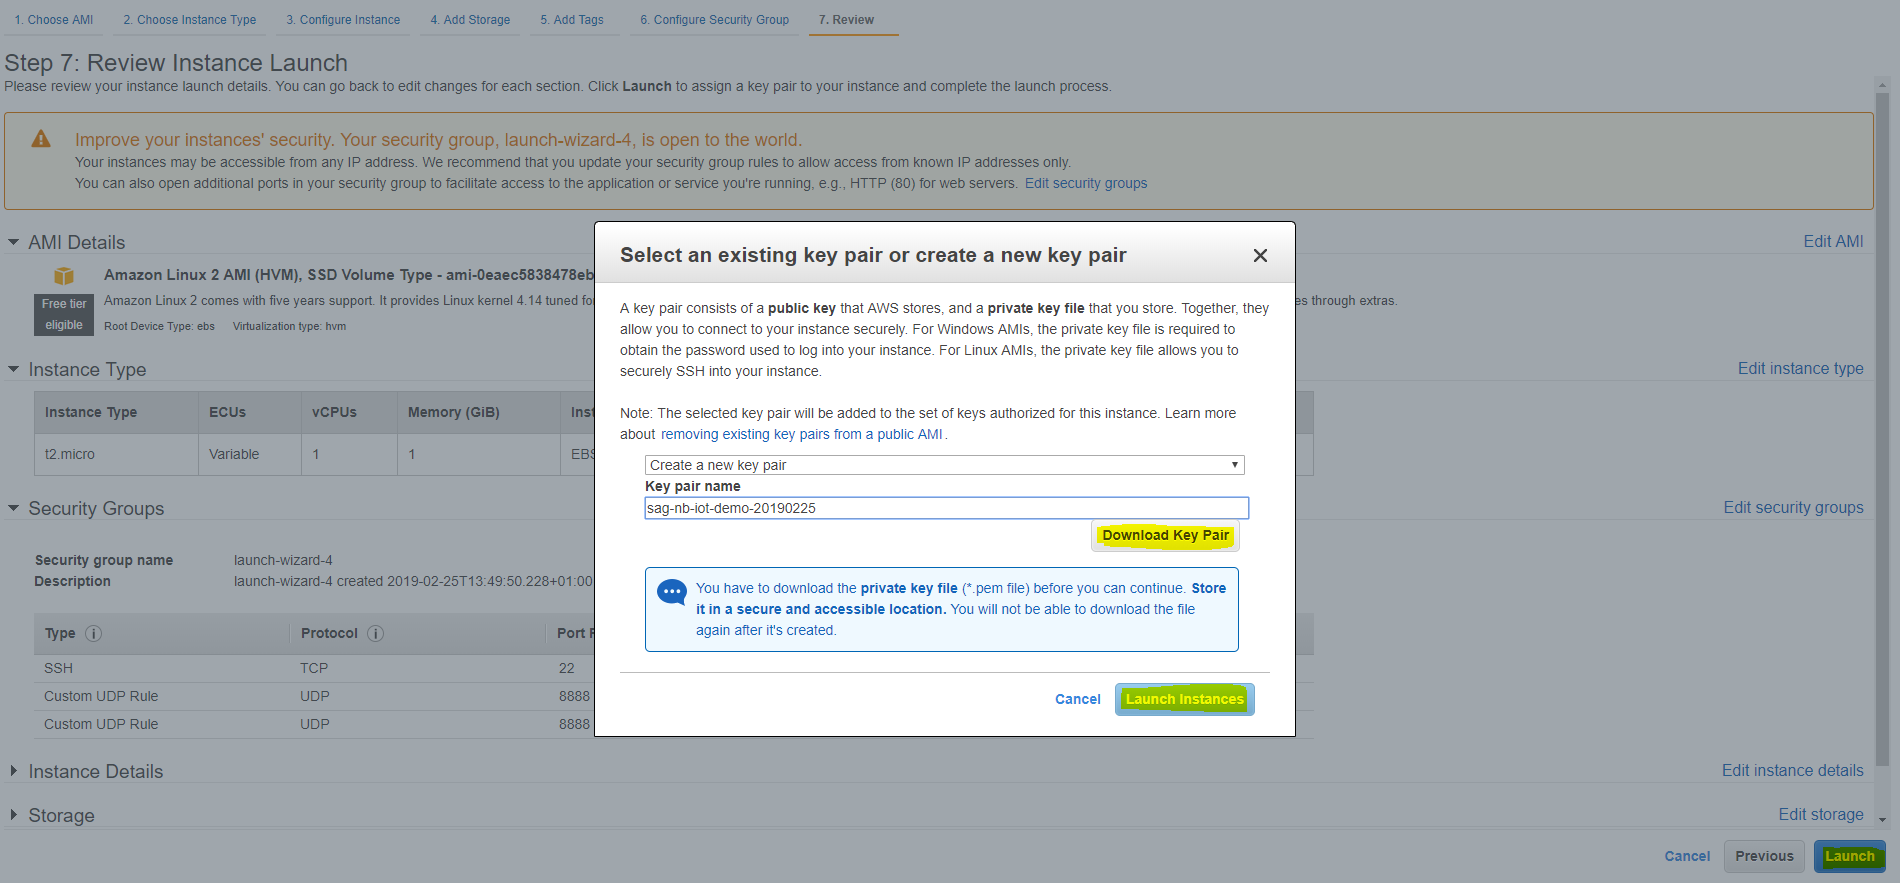 1. Choose AMI 2. Choose Instance Type 3. Configure Instance 4. Add Storage 5. Add Tags 6. Configure Security Group 7. Review
Step 7: Review Instance Launch
Please review your instance launch details. You can go back to edit changes for each section. Click Launch to assign a key pair to your instance and complete the launch process.
Improve your instances' security. Your security group, launch-wizard-4, is open to the world.
Your instances may be accessible from any IP address. We recommend that you update your security group rules to allow access from known IP addresses only.
You can also open additional ports in your security group to facilitate access to the application or service you're running, e.g., HTTP (80) for web servers. Edit security groups
AMI Details Edit AMI
Amazon Linux 2 AMI (HVM), SSD Volume Type - ami-0eaec5838478eb
Free tier eligible
Amazon Linux 2 comes with five years support. It provides Linux kernel 4.14 tuned fo es through extras.
Root Device Type: ebs Virtualization type: hvm
Instance Type Edit instance type
Instance Type ECUs vCPUs Memory (GiB) Inst
t2.micro Variable 1 1 EBS
Security Groups Edit security groups
Security group name launch-wizard-4
Description launch-wizard-4 created 2019-02-25T13:49:50.228+01:00
Type i Protocol i Port F
SSH TCP 22
Custom UDP Rule UDP 8888
Custom UDP Rule UDP 8888
Instance Details Edit instance details
Storage Edit storage
Cancel Previous Launch
Select an existing key pair or create a new key pair
A key pair consists of a public key that AWS stores, and a private key file that you store. Together, they
allow you to connect to your instance securely. For Windows AMIs, the private key file is required to
obtain the password used to log into your instance. For Linux AMIs, the private key file allows you to
securely SSH into your instance.
Note: The selected key pair will be added to the set of keys authorized for this instance. Learn more
about removing existing key pairs from a public AMI.
Create a new key pair
Key pair name
sag-nb-iot-demo-20190225
Download Key Pair
You have to download the private key file (*.pem file) before you can continue. Store
it in a secure and accessible location. You will not be able to download the file
again after it's created.
Cancel Launch Instances